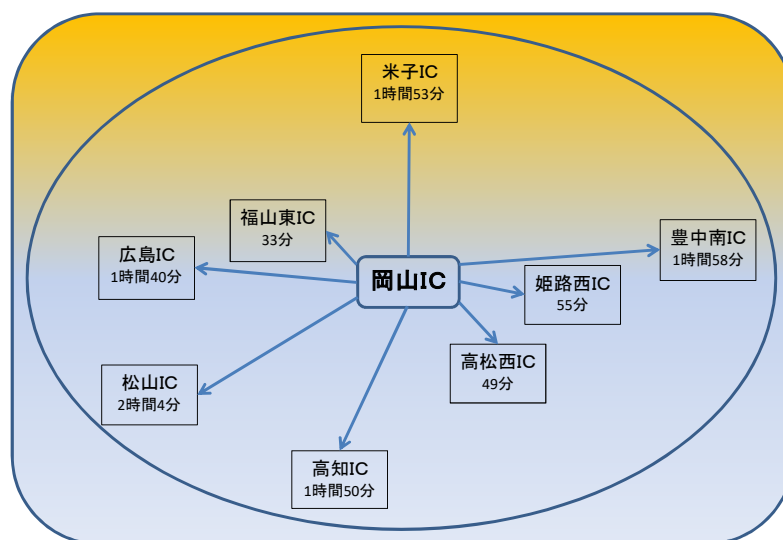 米子IC
1時間53分
福山東IC
33分
豊中南IC
1時間58分
広島IC
1時間40分
岡山IC
姫路西IC
55分
高松西IC
49分
松山IC
2時間4分
高知IC
1時間50分